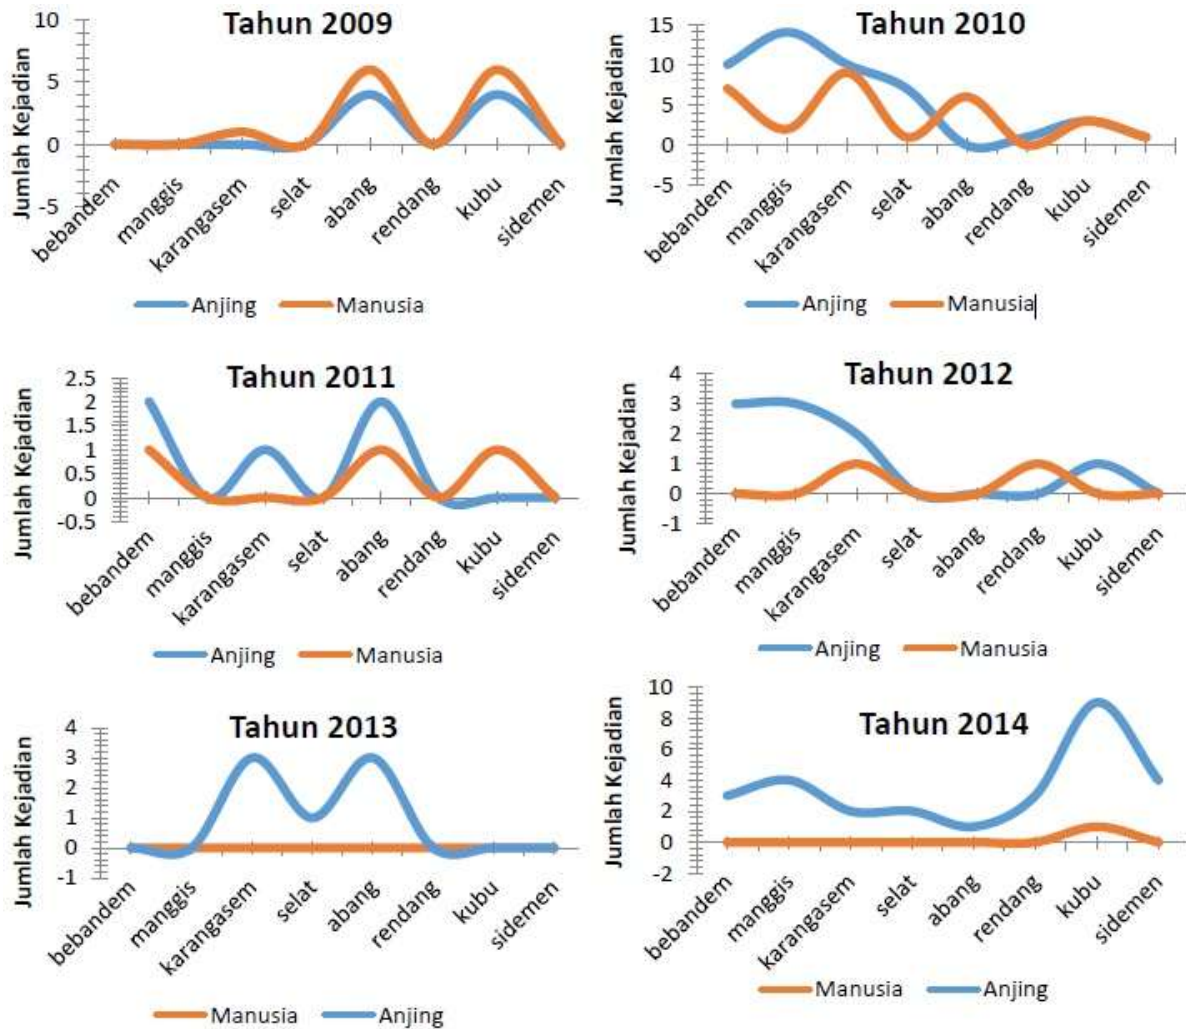 Tahun 2009
Jumlah Kejadian
10
5
0
-5
bebandem
manggis
karangasem
selat
abang
rendang
kubu
sidemen
Anjing Manusia
Tahun 2010
Jumlah Kejadian
15
10
5
0
-5
bebandem
manggis
karangasem
selat
abang
rendang
kubu
sidemen
Anjing Manusia
Tahun 2011
Jumlah Kejadian
2.5
2
1.5
1
0.5
0
-0.5
bebandem
manggis
karangasem
selat
abang
rendang
kubu
sidemen
Anjing Manusia
Tahun 2012
Jumlah Kejadian
4
3
2
1
0
-1
bebandem
manggis
karangasem
selat
abang
rendang
kubu
sidemen
Anjing Manusia
Tahun 2013
Jumlah Kejadian
4
3
2
1
0
-1
bebandem
manggis
karangasem
selat
abang
rendang
kubu
sidemen
Manusia Anjing
Tahun 2014
Jumlah Kejadian
10
8
6
4
2
0
-2
bebandem
manggis
karangasem
selat
abang
rendang
kubu
sidemen
Manusia Anjing